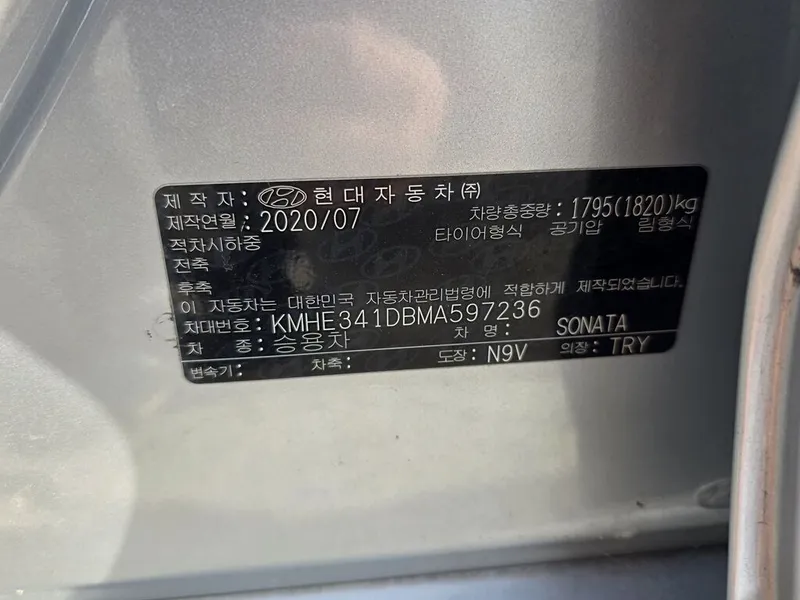 제 작 자 : 현대자동차㈜
제작연월 : 2020/07 차량총중량 : 1795(1820)kg
적차시하중 타이어형식 공기압 림형식
전축
후축
이 자동차는 대한민국 자동차관리법령에 적합하게 제작되었습니다.
차대번호 : KMHE341DBMA597236
차 종 : 승용차 차 명 : SONATA
변속기 : 차축 : 도장 : N9V 의장 : TRY